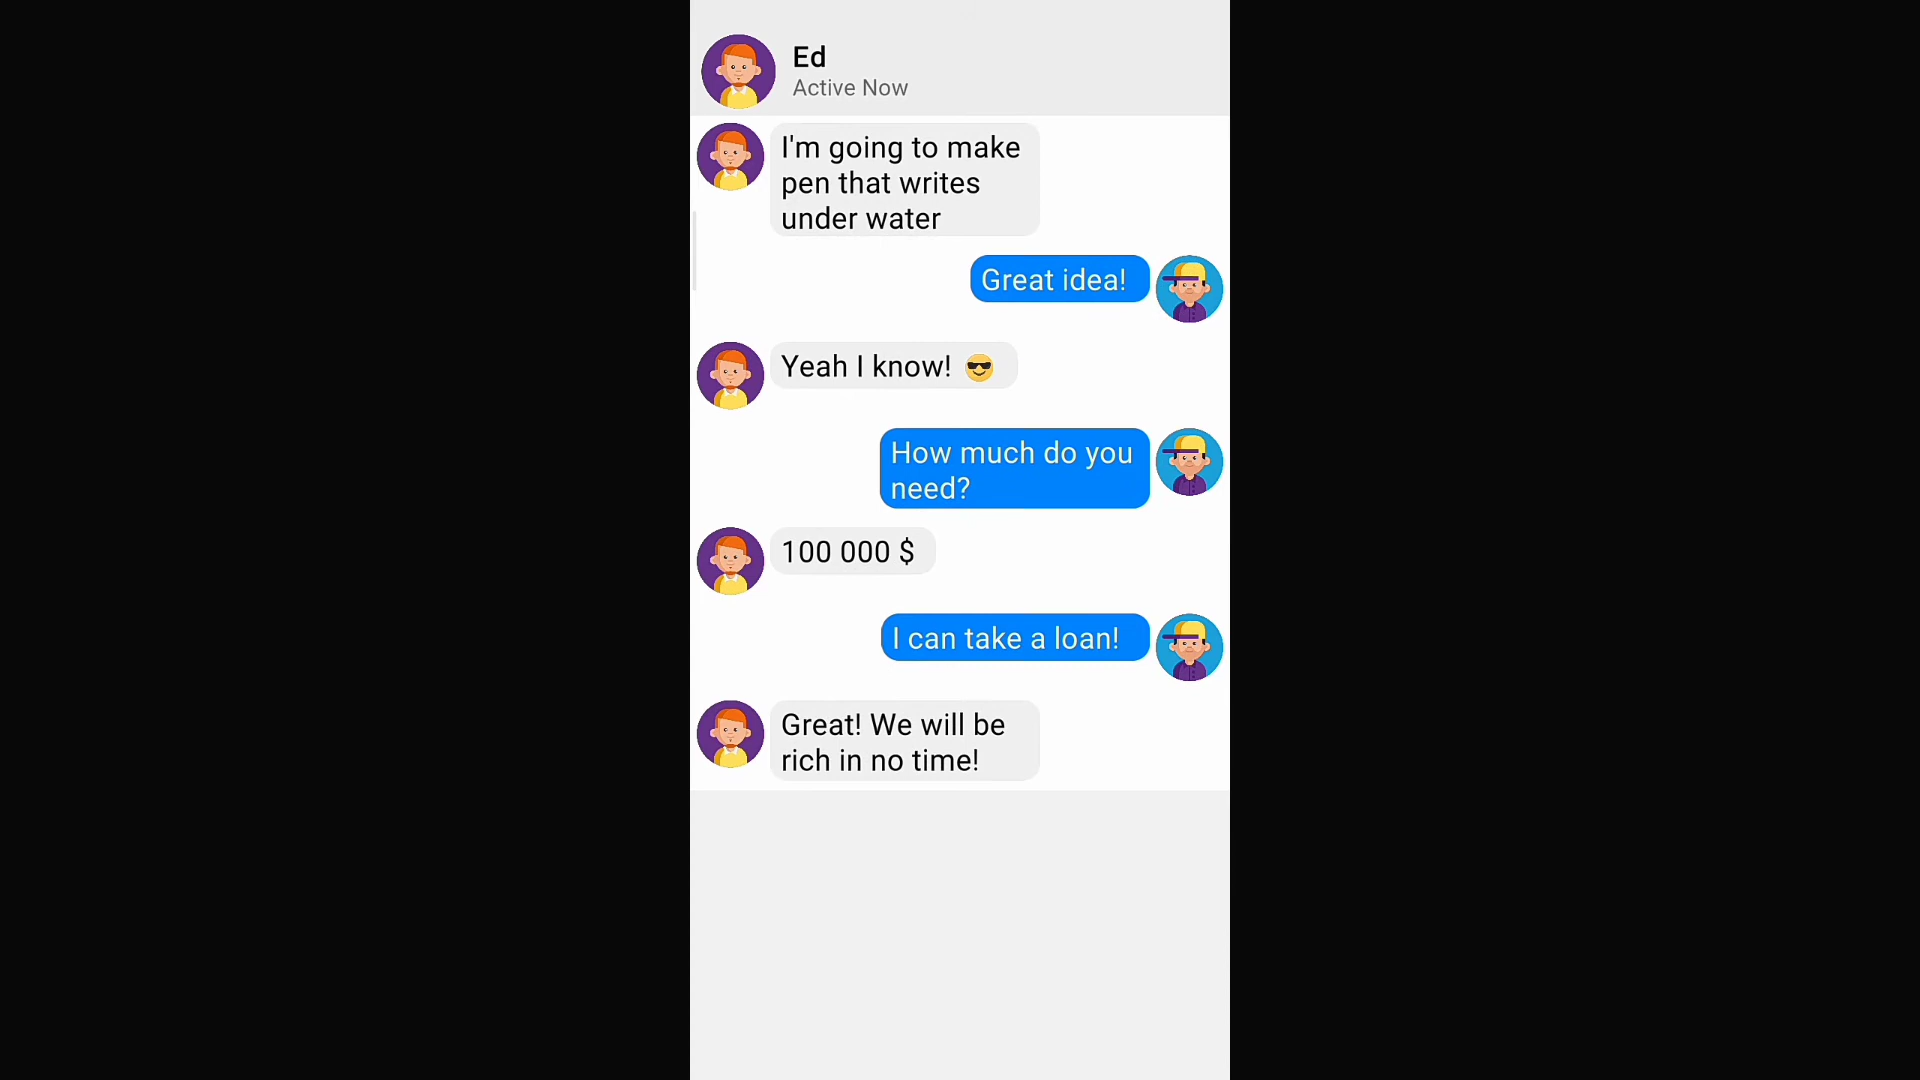 Ed
Active Now
I'm going to make
pen that writes
under water
Great idea!
Yeah I know! 😎
How much do you
need?
100 000 $
I can take a loan!
Great! We will be
rich in no time!